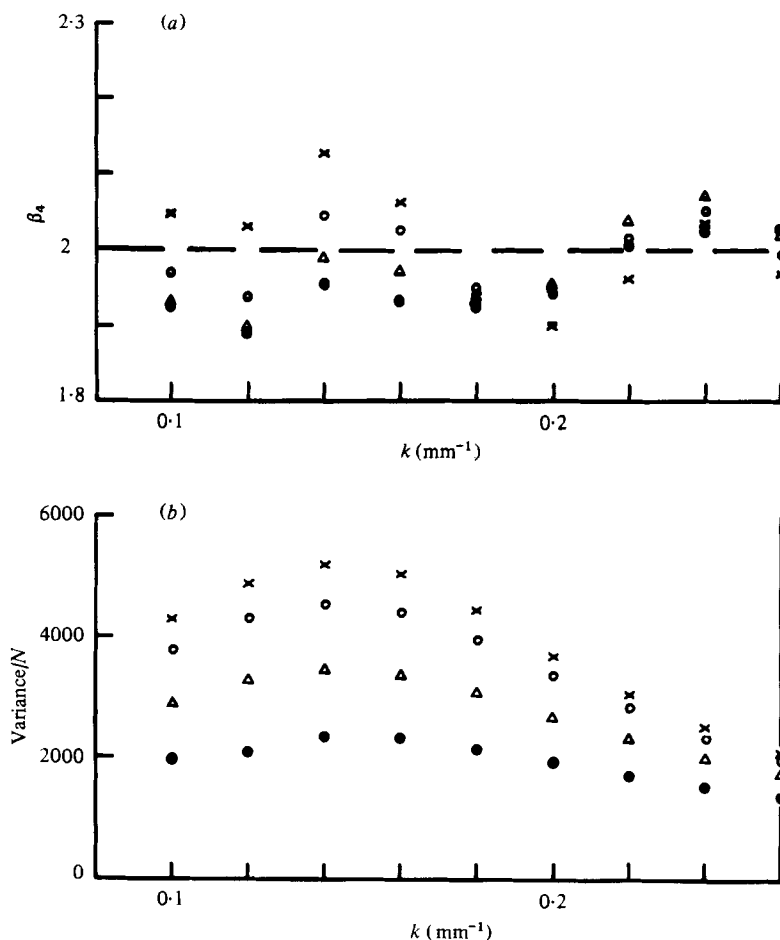 (a)
2·3
β₄
2
1·8
0·1
0·2
k (mm⁻¹)
(b)
6000
Variance/N
4000
2000
0
0·1
0·2
k (mm⁻¹)